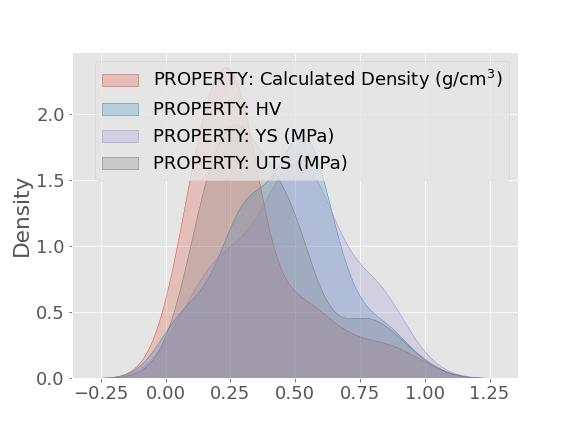 PROPERTY: Calculated Density (g/cm³)
PROPERTY: HV
PROPERTY: YS (MPa)
PROPERTY: UTS (MPa)
Density
2.0
1.5
1.0
0.5
0.0
−0.25 0.00 0.25 0.50 0.75 1.00 1.25